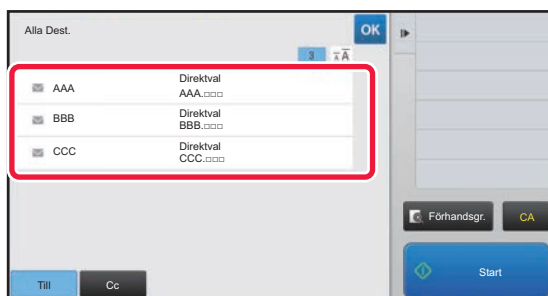 Alla Dest.
OK
3
AAA
Direktval
AAA.□□□
BBB
Direktval
BBB.□□□
CCC
Direktval
CCC.□□□
Förhandsgr.
CA
Till
Cc
Start